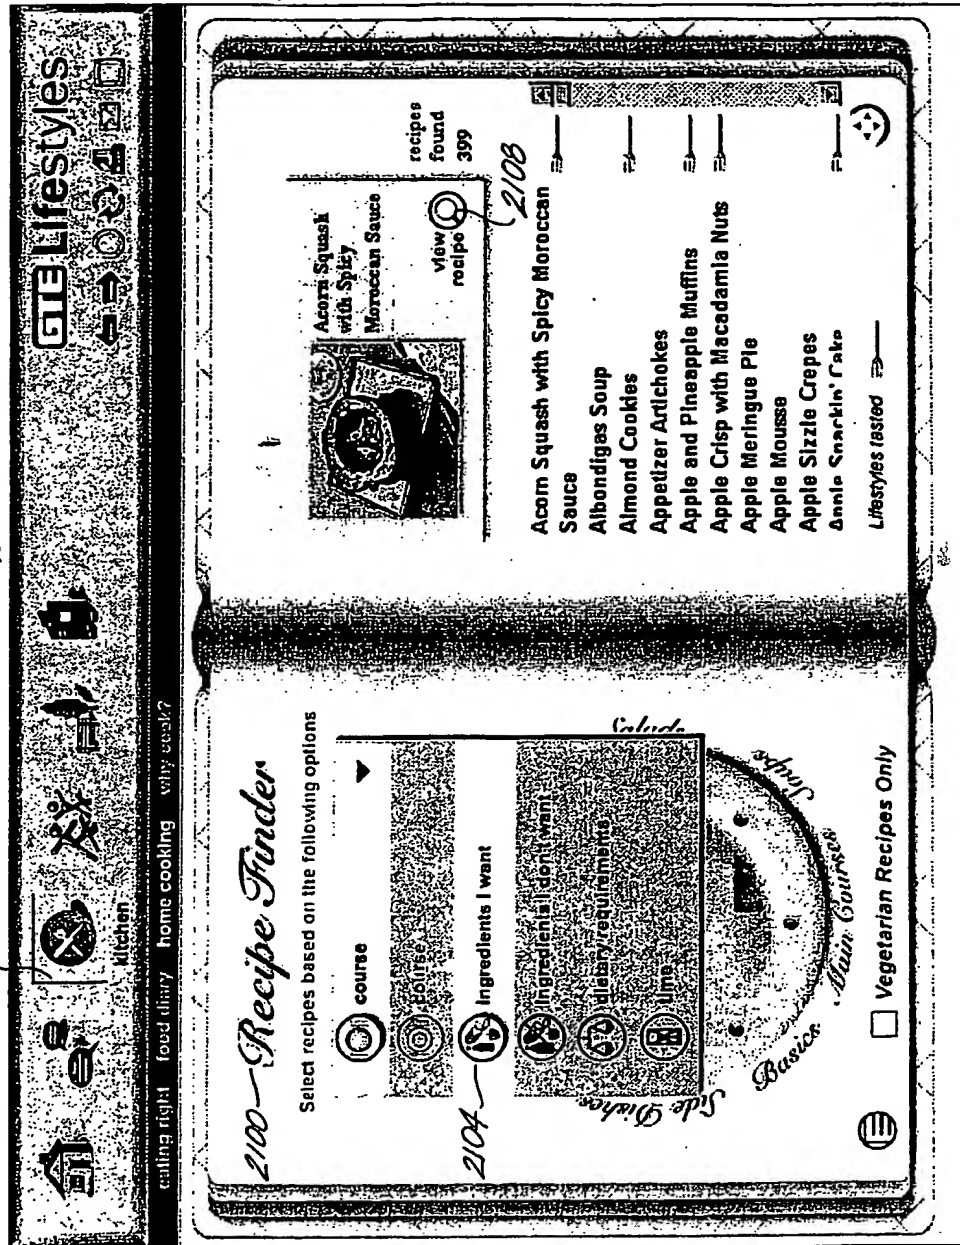 GTE Lifestyles
kitchen
eating right food diary home cooking why cook?
2100
Recipe Finder
Select recipes based on the following options
course
course
2104
Ingredients I want
Ingredients I don't want
dietary requirements
time
Side Dishes
Basics
Main Courses
Soups
Salads
Vegetarian Recipes Only
Acorn Squash
with Spicy
Moroccan Sauce
view
recipe
recipes
found
399
2108
Acorn Squash with Spicy Moroccan
Sauce
Albondigas Soup
Almond Cookies
Appetizer Artichokes
Apple and Pineapple Muffins
Apple Crisp with Macadamia Nuts
Apple Meringue Pie
Apple Mousse
Apple Sizzle Crepes
Apple Snackin' Cake
Lifestyles tasted